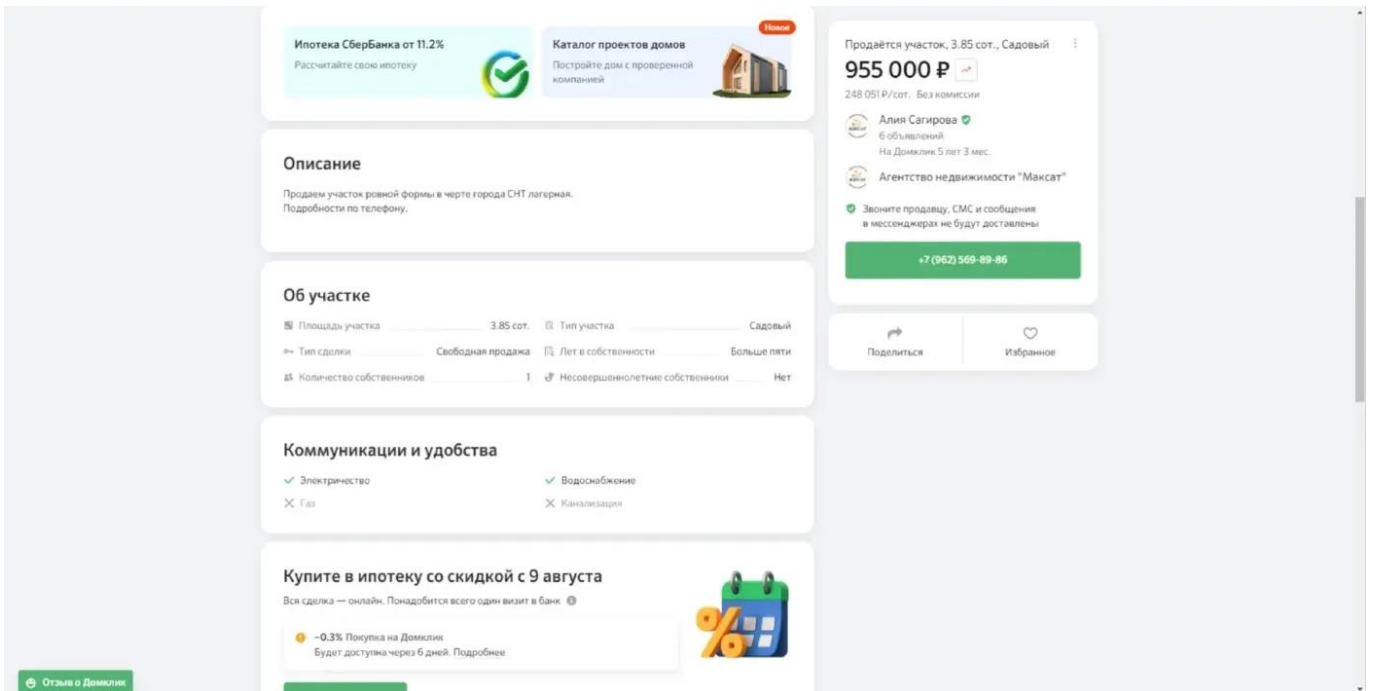 Ипотека СберБанка от 11.2%
Рассчитайте свою ипотеку
Новое
Каталог проектов домов
Постройте дом с проверенной
компанией
Описание
Продаем участок ровной формы в черте города СНТ лагерная.
Подробности по телефону.
Об участке
Площадь участка 3.85 сот.
Тип участка Садовый
Тип сделки Свободная продажа
Лет в собственности Больше пяти
Количество собственников 1
Несовершеннолетние собственники Нет
Коммуникации и удобства
Электричество
Водоснабжение
Газ
Канализация
Купите в ипотеку со скидкой с 9 августа
Вся сделка — онлайн. Понадобится всего один визит в банк
−0.3% Покупка на Домклик
Будет доступна через 6 дней. Подробнее
Продаётся участок, 3.85 сот., Садовый
955 000 ₽
248 051 ₽/сот. Без комиссии
Алия Сагирова
6 объявлений
На Домклик 5 лет 3 мес.
Агентство недвижимости "Максат"
Звоните продавцу, СМС и сообщения
в мессенджерах не будут доставлены
+7 (962) 569-89-86
Поделиться
Избранное
Отзыв о Домклик